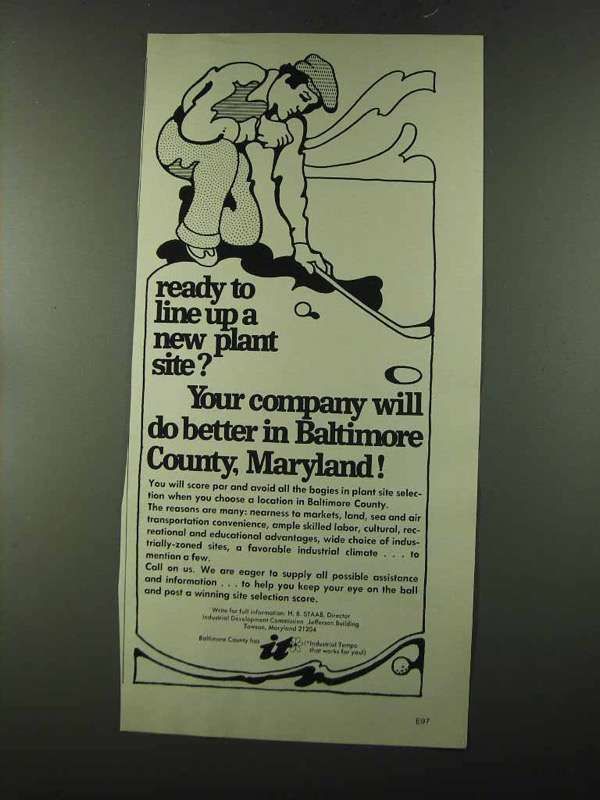 ready to
line up a
new plant
site?
Your company will
do better in Baltimore
County, Maryland!
You will score par and avoid all the bogies in plant site selec-
tion when you choose a location in Baltimore County.
The reasons are many: nearness to markets, land, sea and air
transportation convenience, ample skilled labor, cultural, rec-
reational and educational advantages, wide choice of indus-
trially-zoned sites, a favorable industrial climate . . . to
mention a few.
Call on us. We are eager to supply all possible assistance
and information . . . to help you keep your eye on the ball
and post a winning site selection score.
Write for full information: H. B. STAAB, Director
Industrial Development Commission Jefferson Building
Towson, Maryland 21204
Baltimore County has it* (*Industrial Tempo
that works for you!)
E97